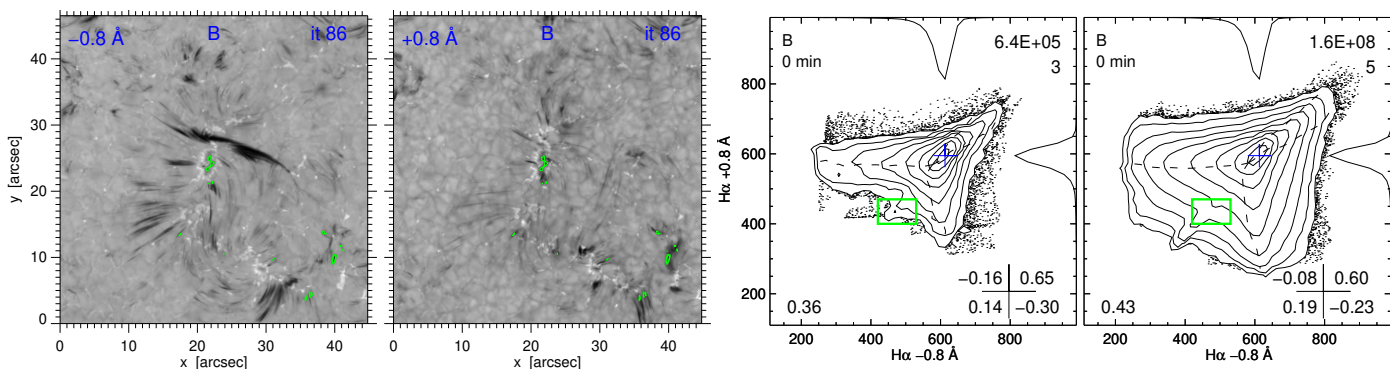 −0.8 Å B it 86
y [arcsec]
40
30
20
10
0
0 10 20 30 40
x [arcsec]
+0.8 Å B it 86
0 10 20 30 40
x [arcsec]
Hα +0.8 Å
800
600
400
200
B 6.4E+05
0 min 3
−0.16 0.65
0.36 0.14 −0.30
200 400 600 800
Hα −0.8 Å
B 1.6E+08
0 min 5
−0.08 0.60
0.43 0.19 −0.23
200 400 600 800 1000
Hα −0.8 Å